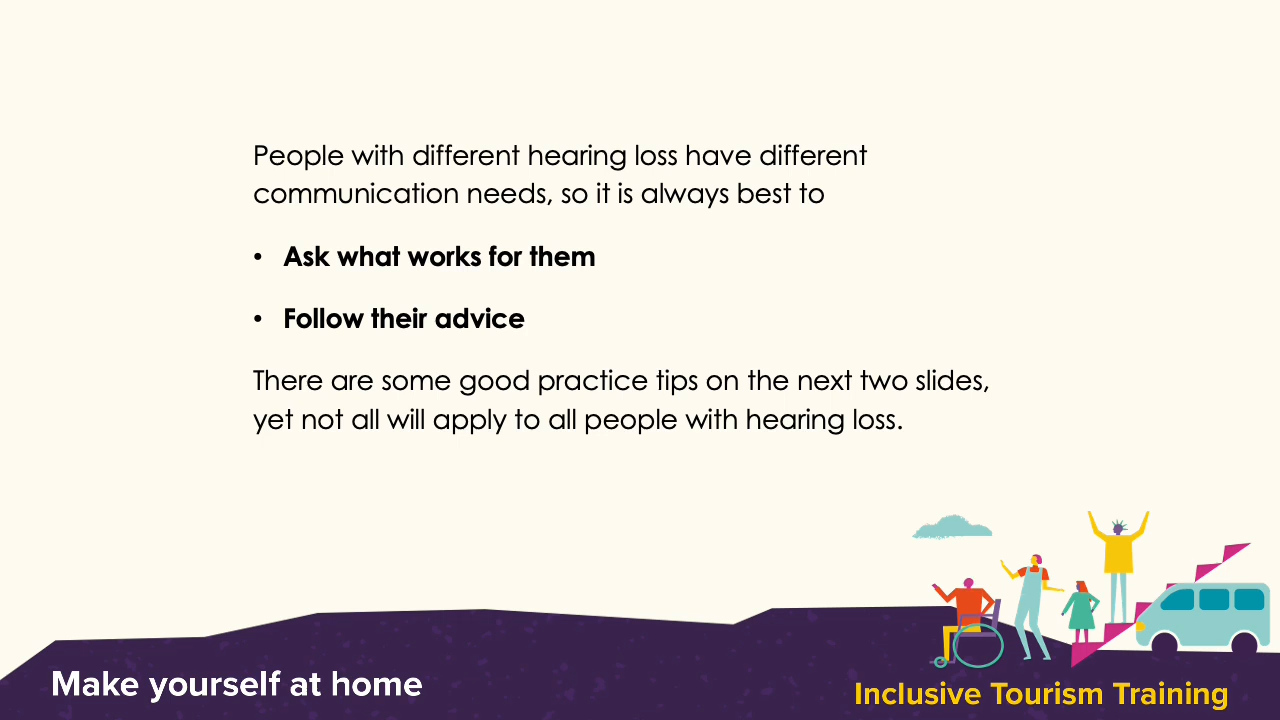 People with different hearing loss have different
communication needs, so it is always best to
• Ask what works for them
• Follow their advice
There are some good practice tips on the next two slides,
yet not all will apply to all people with hearing loss.
Make yourself at home
Inclusive Tourism Training